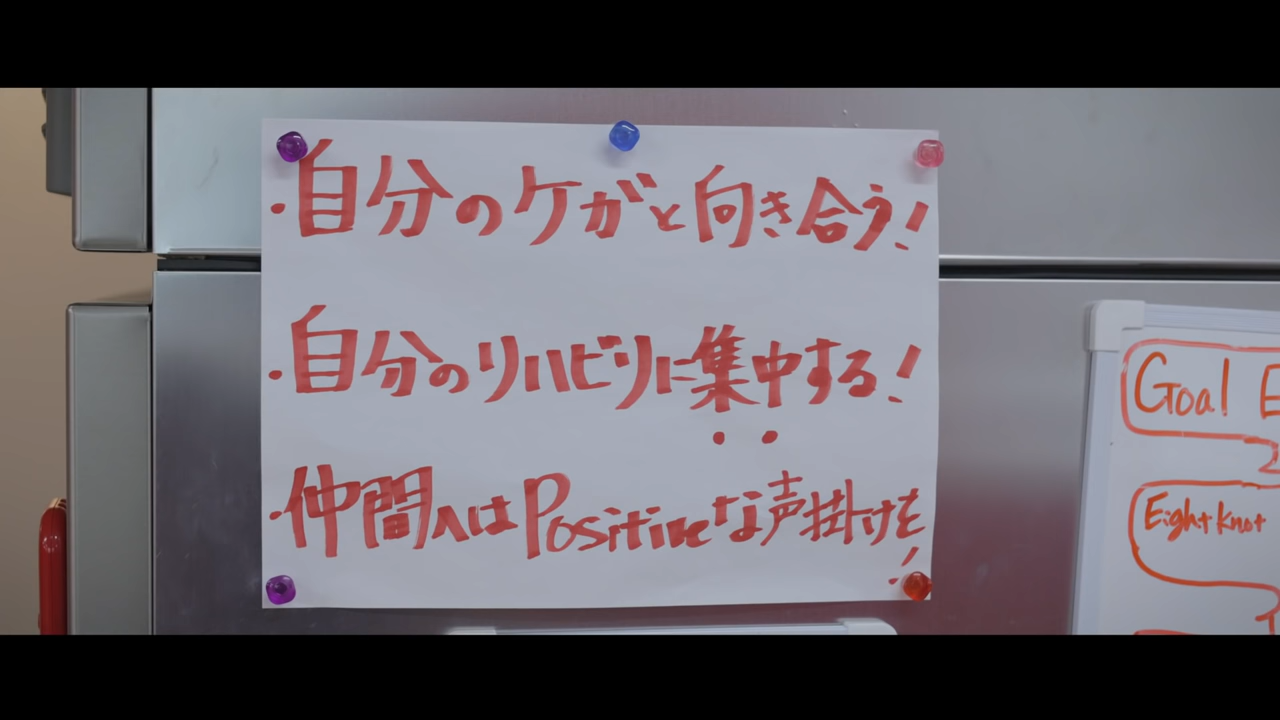 ・自分のケガと向き合う!
・自分のリハビリに集中する!
・仲間へはPositiveな声掛けを!
Goal
Eight knot